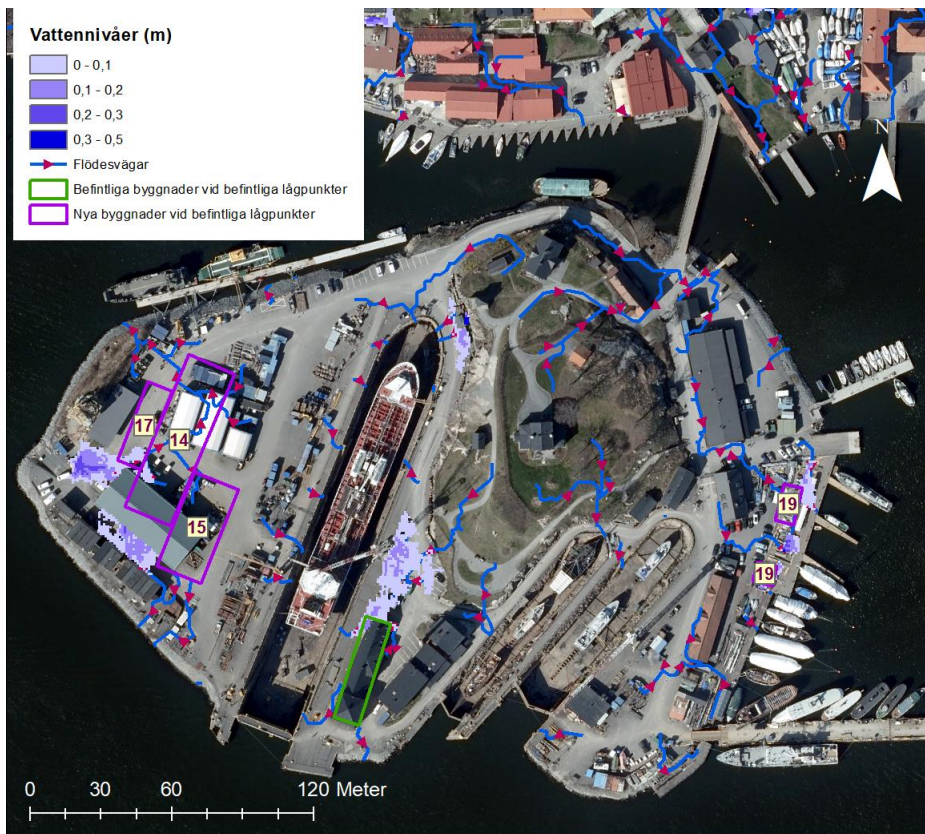 Vattennivåer (m)
0 - 0,1
0,1 - 0,2
0,2 - 0,3
0,3 - 0,5
Flödesvägar
Befintliga byggnader vid befintliga lågpunkter
Nya byggnader vid befintliga lågpunkter
N
17
14
15
19
19
0 30 60 120 Meter